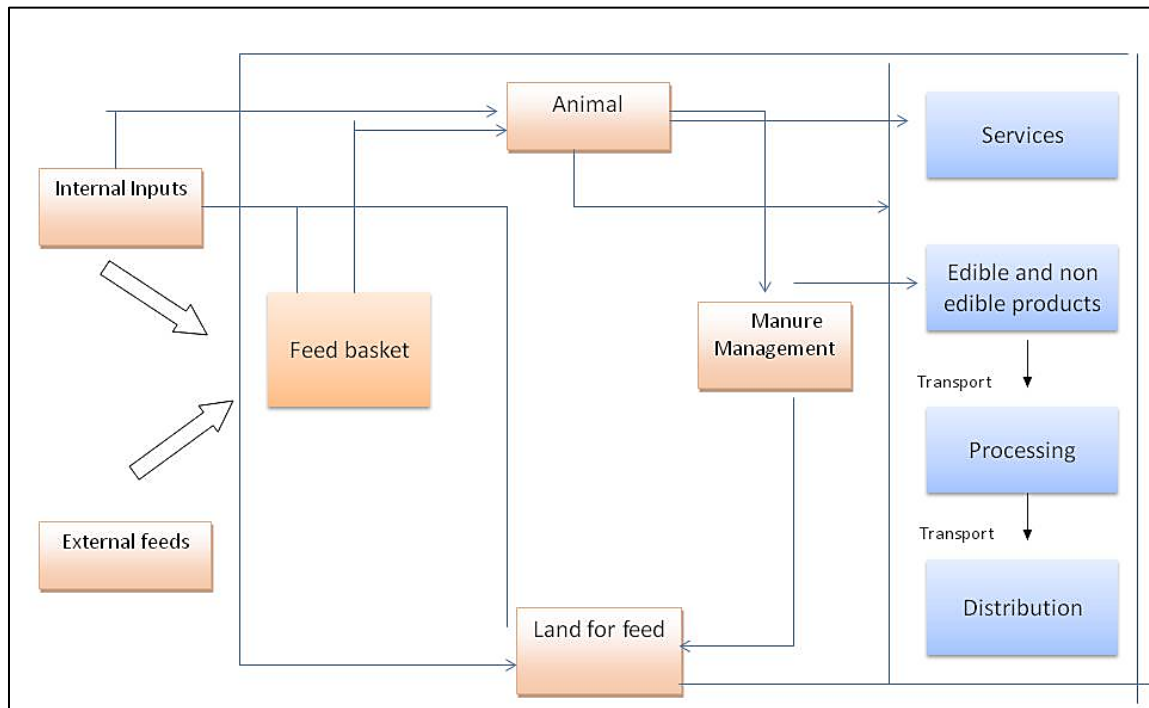 Animal
Services
Internal Inputs
Edible and non
edible products
Feed basket
Manure
Management
Transport
Processing
External feeds
Transport
Distribution
Land for feed